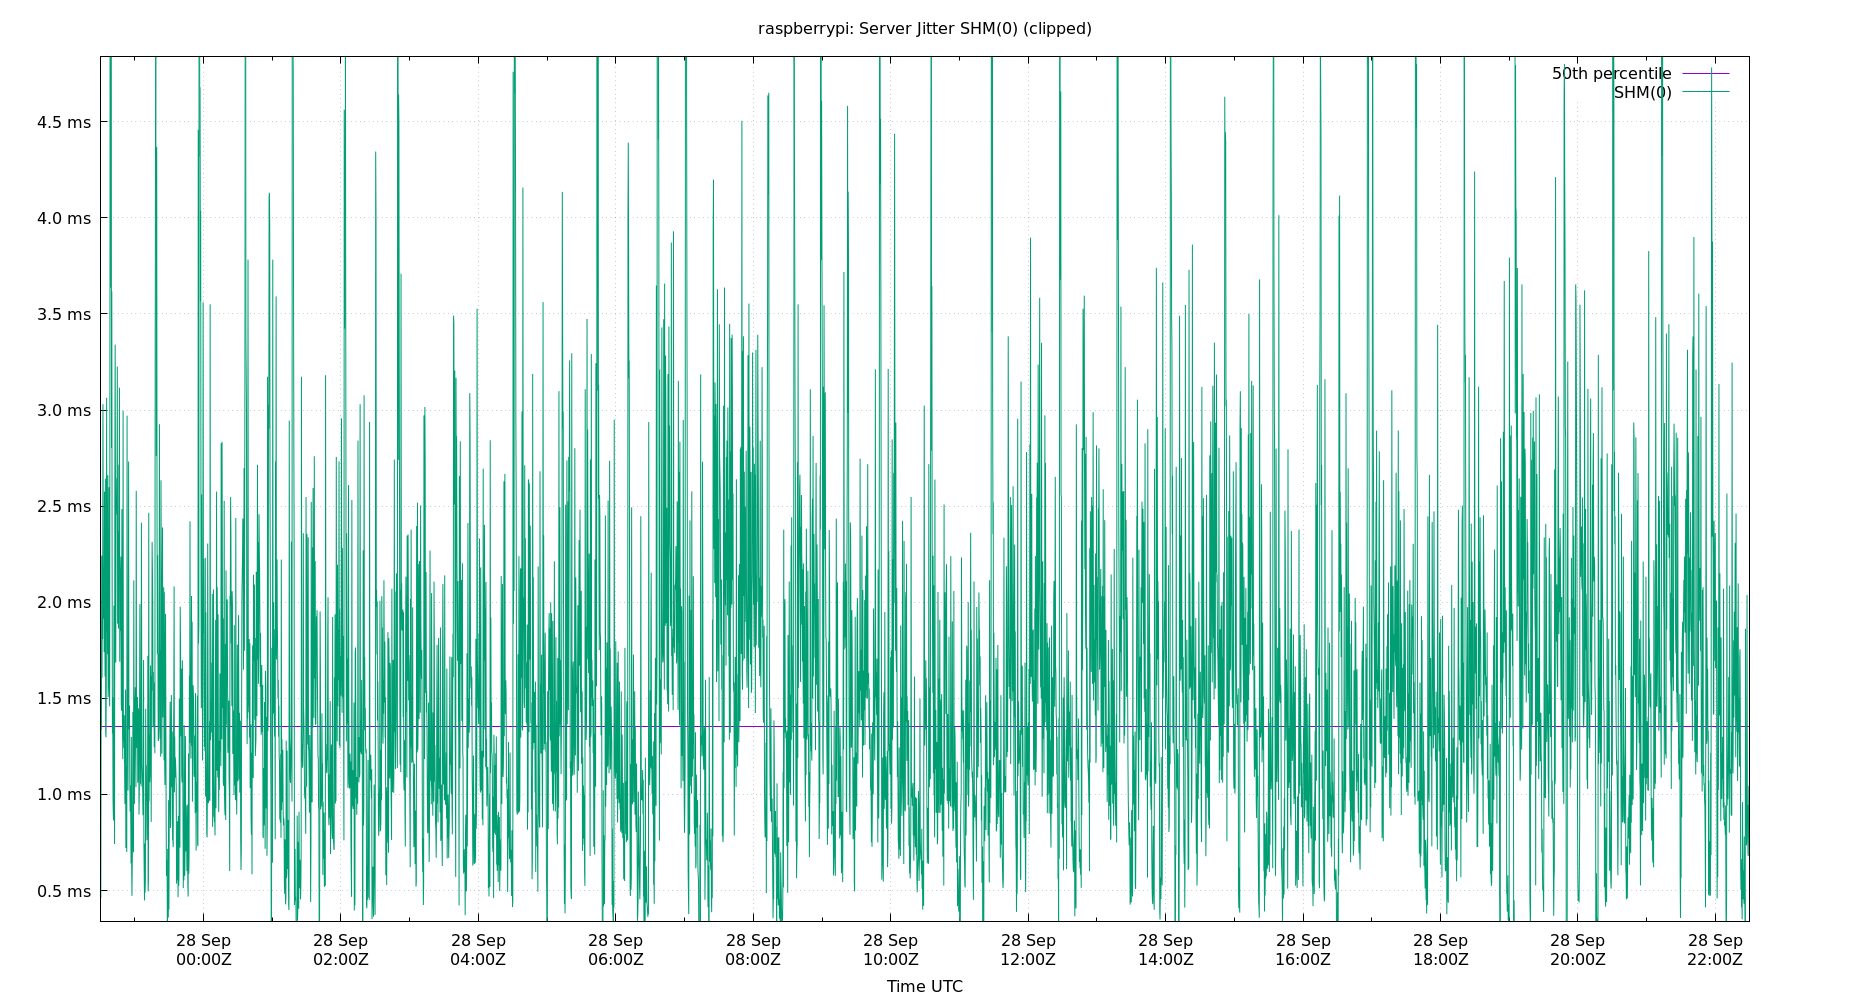 raspberrypi: Server Jitter SHM(0) (clipped)
50th percentile
SHM(0)
4.5 ms
4.0 ms
3.5 ms
3.0 ms
2.5 ms
2.0 ms
1.5 ms
1.0 ms
0.5 ms
28 Sep 28 Sep 28 Sep 28 Sep 28 Sep 28 Sep 28 Sep 28 Sep 28 Sep 28 Sep 28 Sep 28 Sep
00:00Z 02:00Z 04:00Z 06:00Z 08:00Z 10:00Z 12:00Z 14:00Z 16:00Z 18:00Z 20:00Z 22:00Z
Time UTC